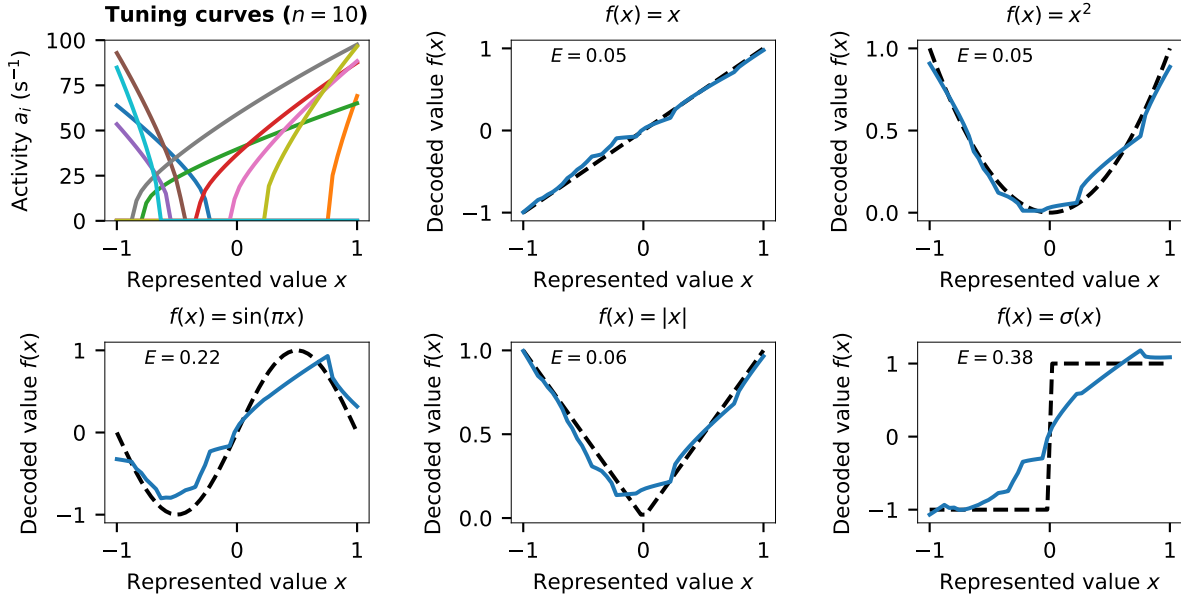 Tuning curves (n = 10)
100
75
50
25
0
Activity aᵢ (s⁻¹)
−1 0 1
Represented value x
f(x) = x
E = 0.05
1
0
−1
Decoded value f(x)
−1 0 1
Represented value x
f(x) = x²
E = 0.05
1.0
0.5
0.0
Decoded value f(x)
−1 0 1
Represented value x
f(x) = sin(πx)
E = 0.22
1
0
−1
Decoded value f(x)
−1 0 1
Represented value x
f(x) = |x|
E = 0.06
1.0
0.5
0.0
Decoded value f(x)
−1 0 1
Represented value x
f(x) = σ(x)
E = 0.38
1
0
−1
Decoded value f(x)
−1 0 1
Represented value x